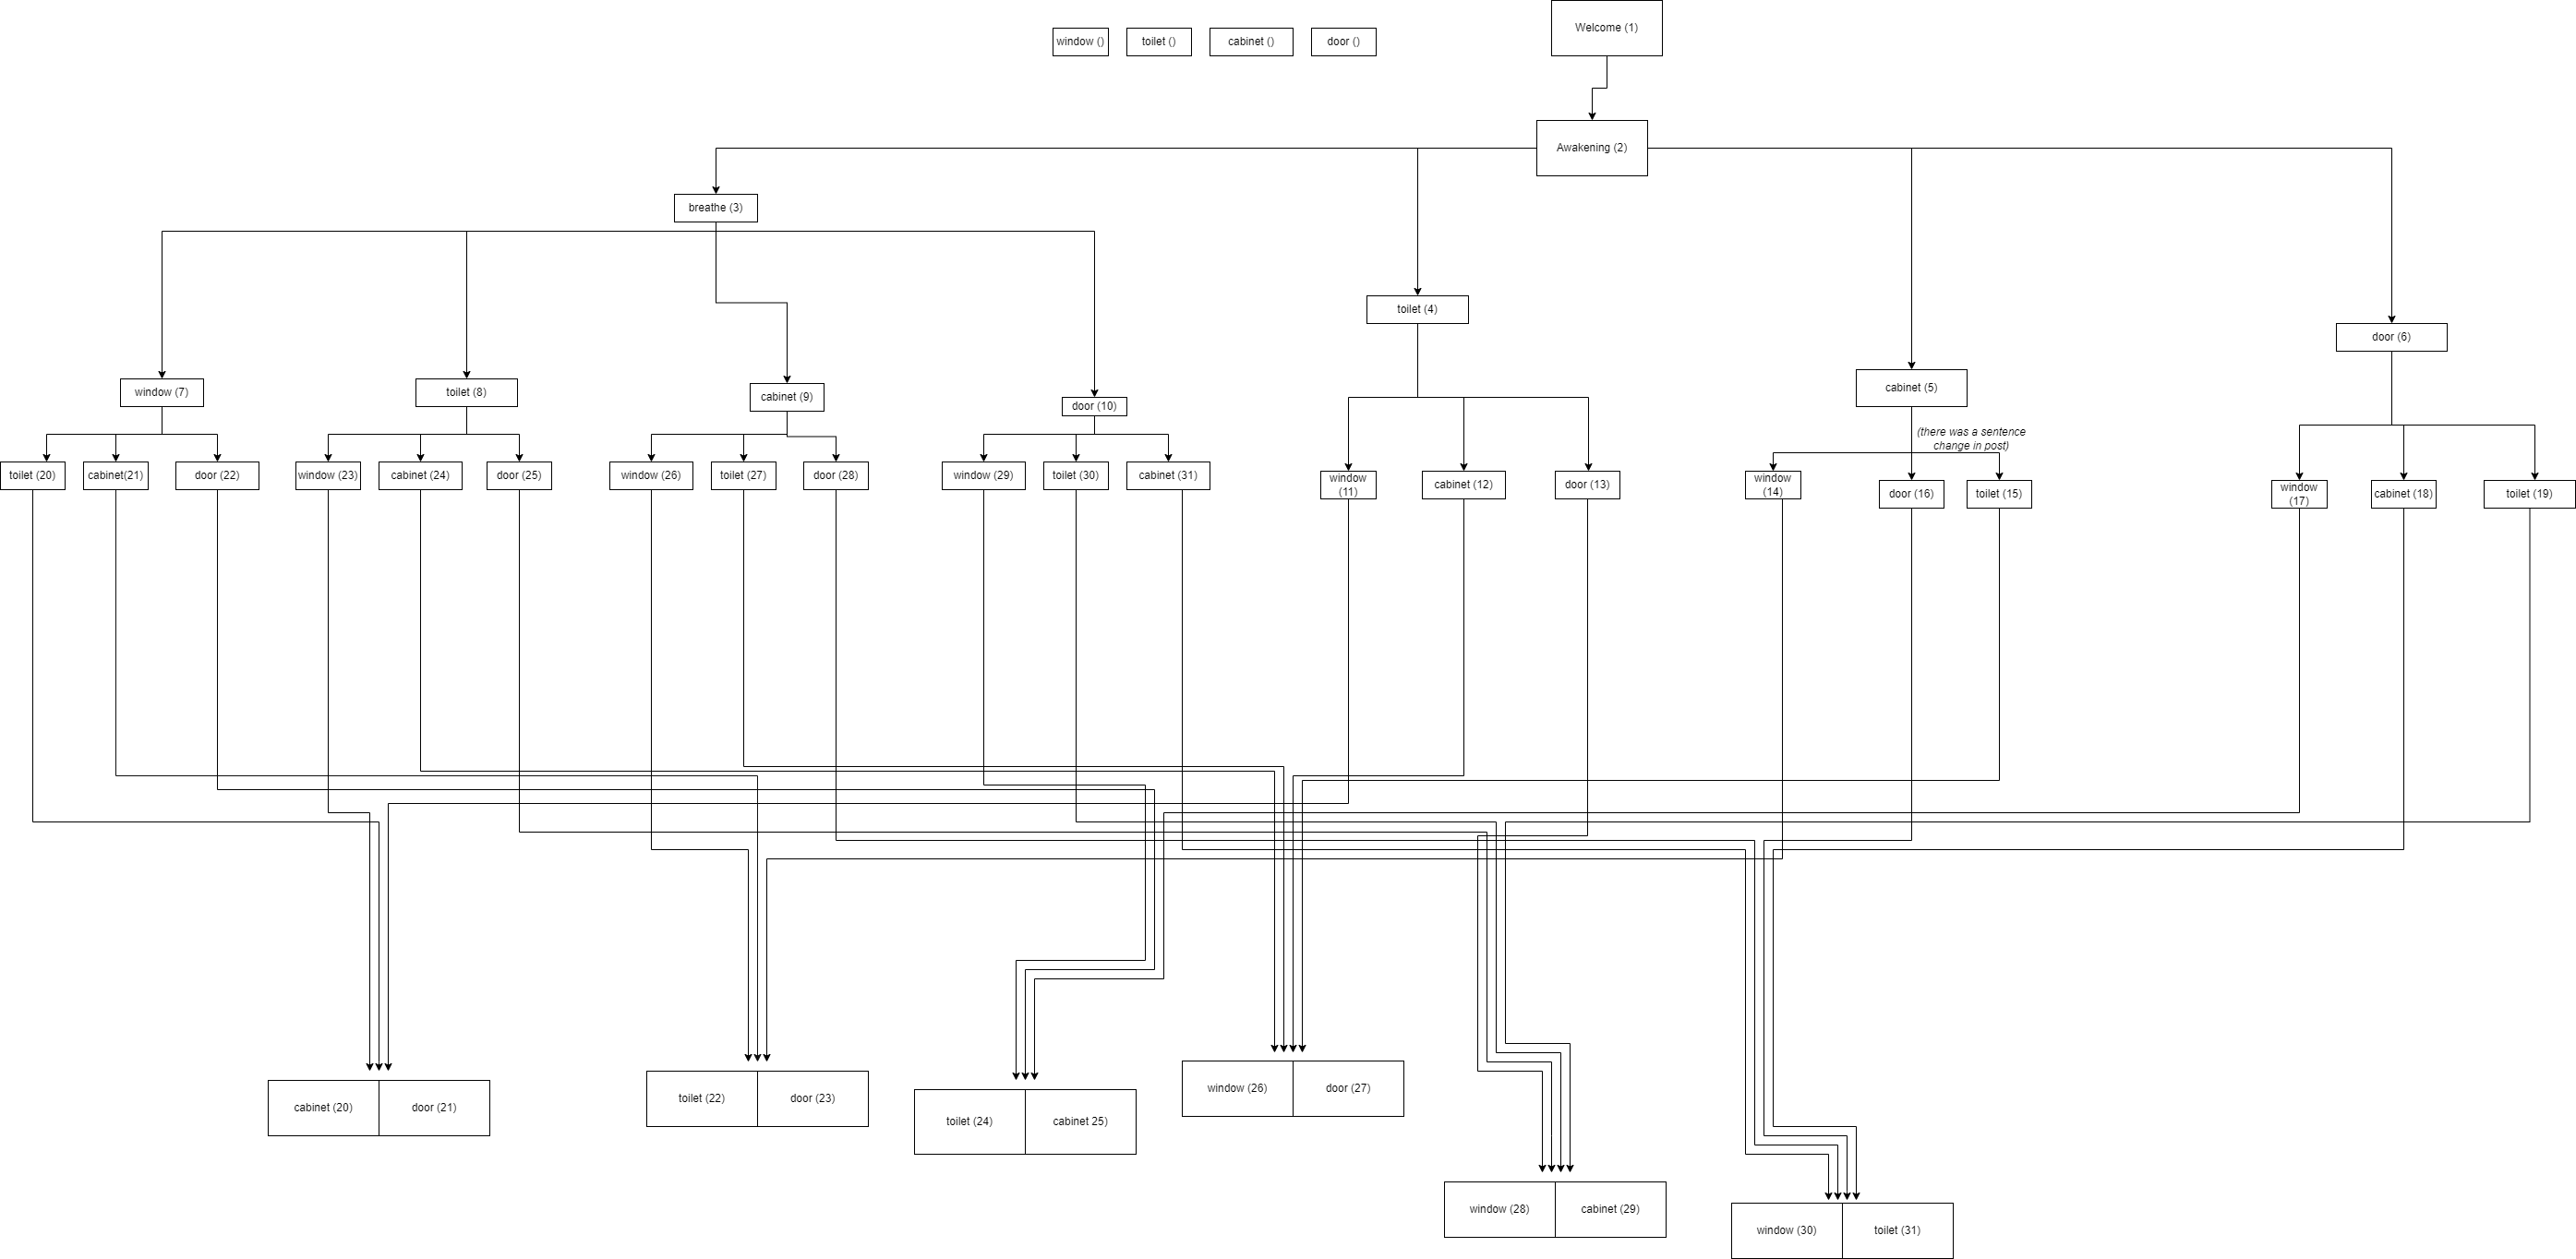 Welcome (1)
window ()
toilet ()
cabinet ()
door ()
Awakening (2)
breathe (3)
toilet (4)
door (6)
cabinet (5)
window (7)
toilet (8)
cabinet (9)
door (10)
(there was a sentence
change in post)
toilet (20)
cabinet(21)
door (22)
window (23)
cabinet (24)
door (25)
window (26)
toilet (27)
door (28)
window (29)
toilet (30)
cabinet (31)
window
(11)
cabinet (12)
door (13)
window
(14)
door (16)
toilet (15)
window
(17)
cabinet (18)
toilet (19)
cabinet (20)
door (21)
toilet (22)
door (23)
toilet (24)
cabinet 25)
window (26)
door (27)
window (28)
cabinet (29)
window (30)
toilet (31)